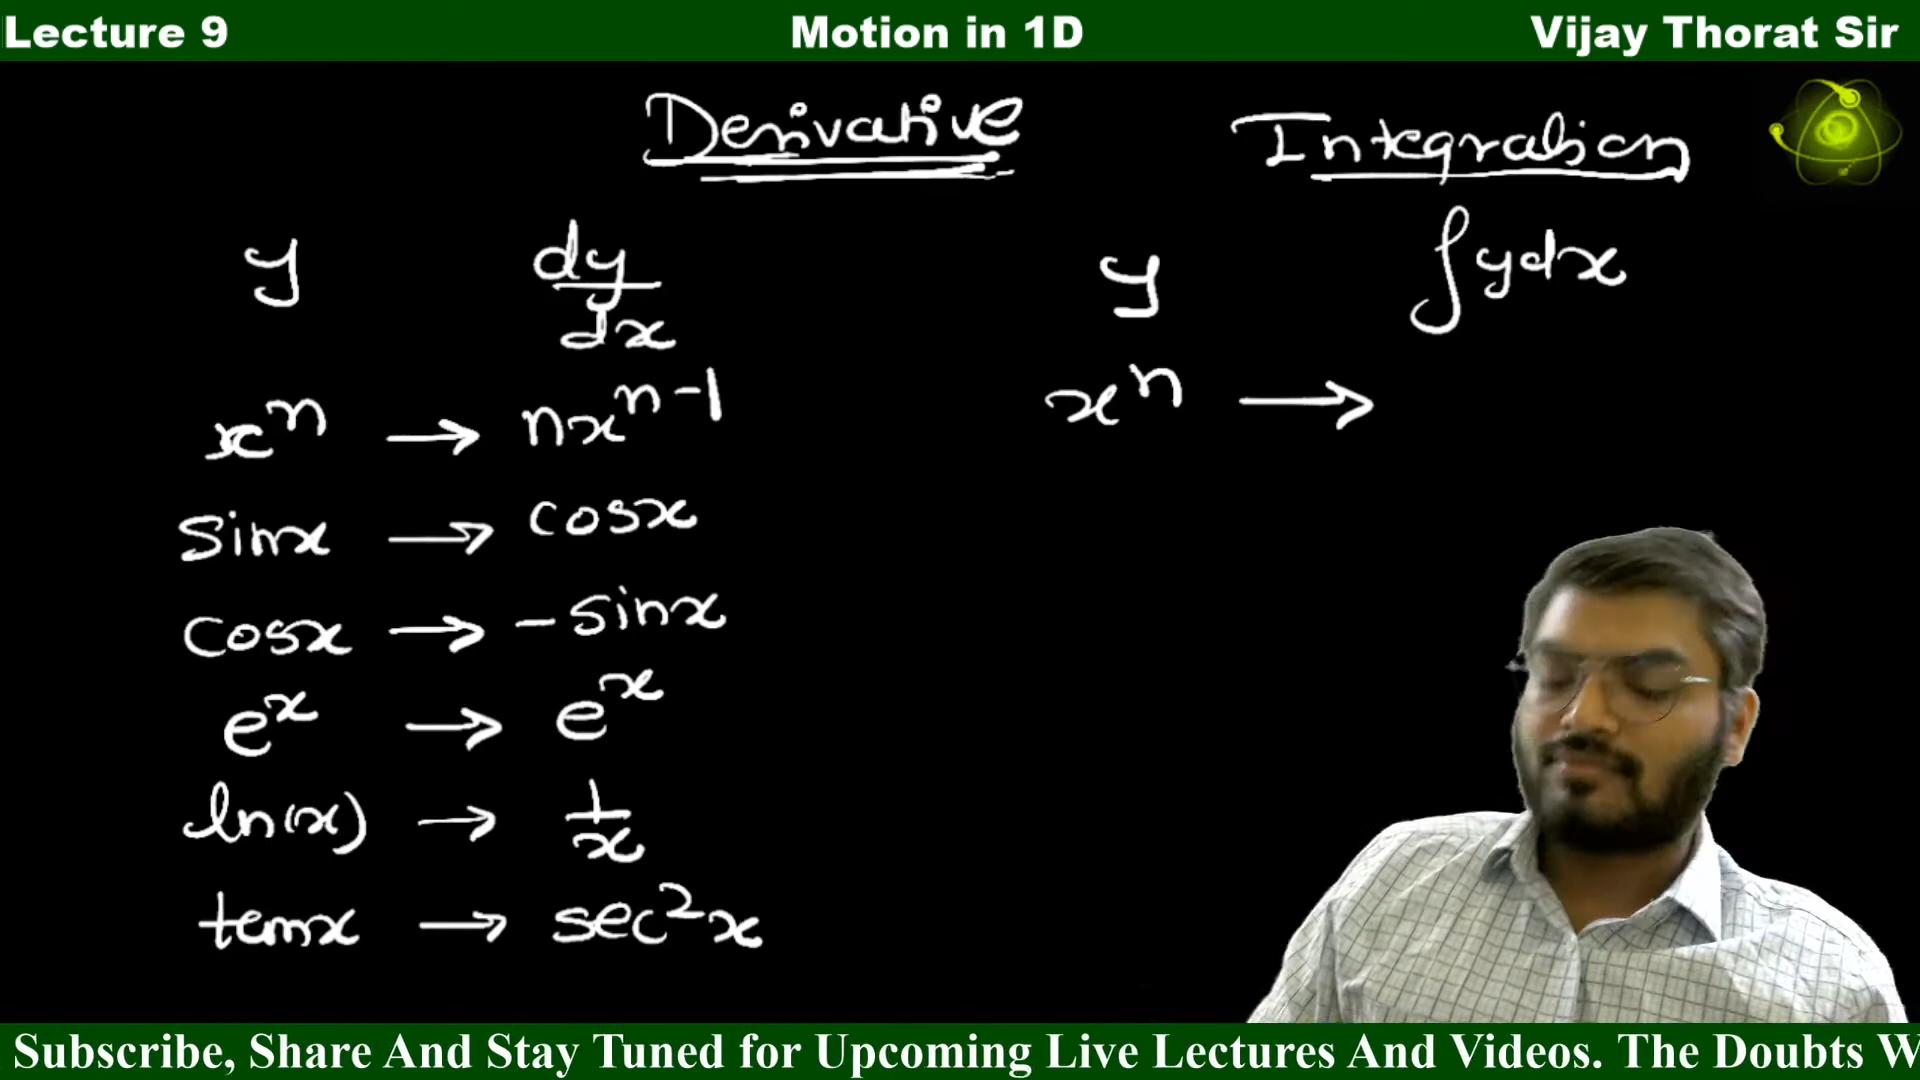 Lecture 9 Motion in 1D Vijay Thorat Sir
Derivative Integration
y dy/dx y ∫ydx
xⁿ → nxⁿ⁻¹ xⁿ →
sinx → cosx
cosx → -sinx
eˣ → eˣ
ln(x) → 1/x
tanx → sec²x
Subscribe, Share And Stay Tuned for Upcoming Live Lectures And Videos. The Doubts W